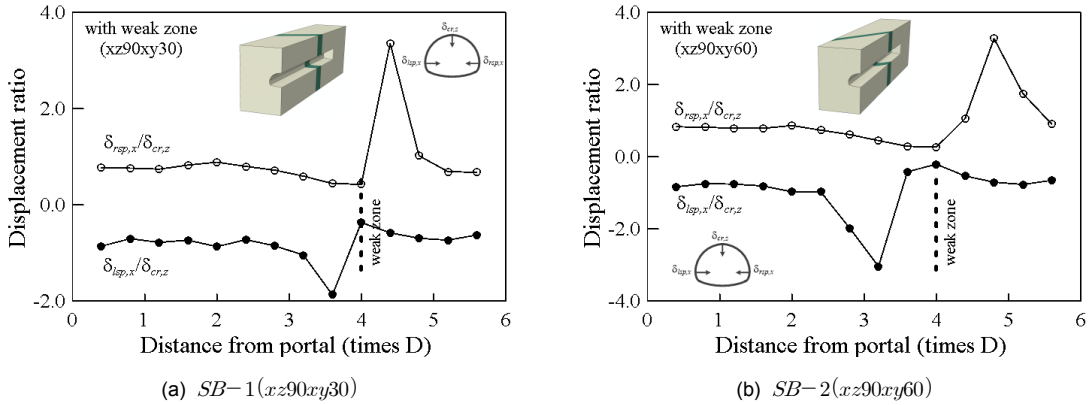 with weak zone
(xz90xy30)
δcr,z
δlsp,x
δrsp,x
δrsp,x/δcr,z
δlsp,x/δcr,z
weak zone
Displacement ratio
4.0
2.0
0.0
-2.0
0
1
2
3
4
5
6
Distance from portal (times D)
(a) SB-1(xz90xy30)
with weak zone
(xz90xy60)
δrsp,x/δcr,z
δlsp,x/δcr,z
δcr,z
δlsp,x
δrsp,x
weak zone
Displacement ratio
4.0
2.0
0.0
-2.0
-4.0
0
1
2
3
4
5
6
Distance from portal (times D)
(b) SB-2(xz90xy60)